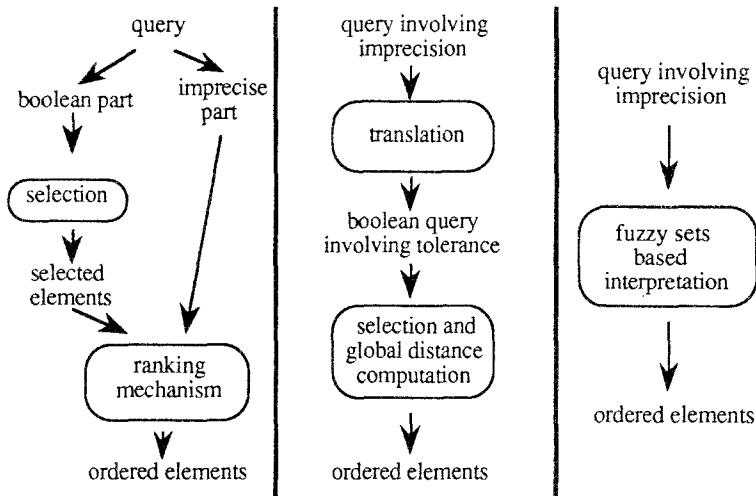 query
boolean part
imprecise
part
selection
selected
elements
ranking
mechanism
ordered elements
query involving
imprecision
translation
boolean query
involving tolerance
selection and
global distance
computation
ordered elements
query involving
imprecision
fuzzy sets
based
interpretation
ordered elements